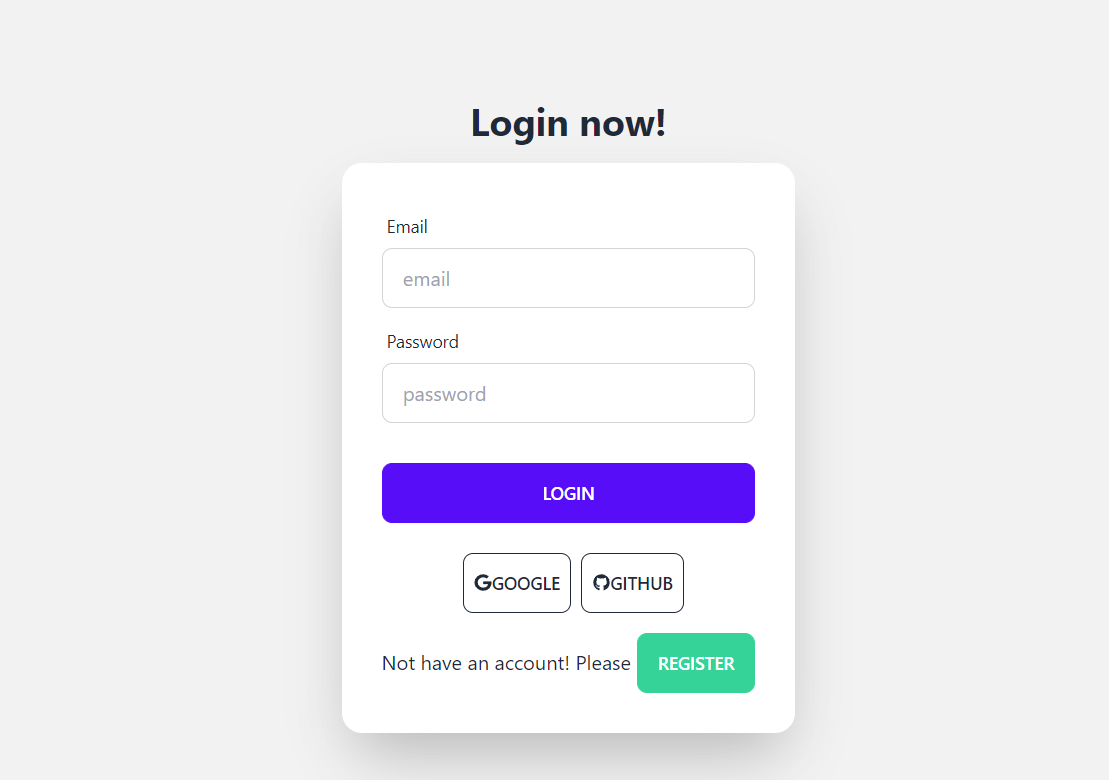 Login now!
Email
email
Password
password
LOGIN
GOOGLE GITHUB
Not have an account! Please REGISTER